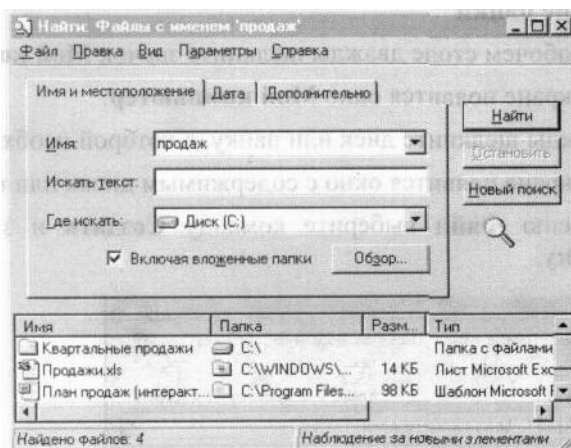 Найти: Файлы с именем 'продаж'
Файл Правка Вид Параметры Справка
Имя и местоположение Дата Дополнительно
Имя: продаж
Искать текст:
Где искать: Диск (C:)
Включая вложенные папки Обзор...
Найти
Остановить
Новый поиск
Имя Папка Разм... Тип
Квартальные продажи C:\ Папка с файлами
Продажи.xls C:\WINDOWS\... 14 КБ Лист Microsoft Exc
План продаж (интеракт... C:\Program Files... 98 КБ Шаблон Microsoft E
Найдено файлов: 4 Наблюдение за новыми элементами